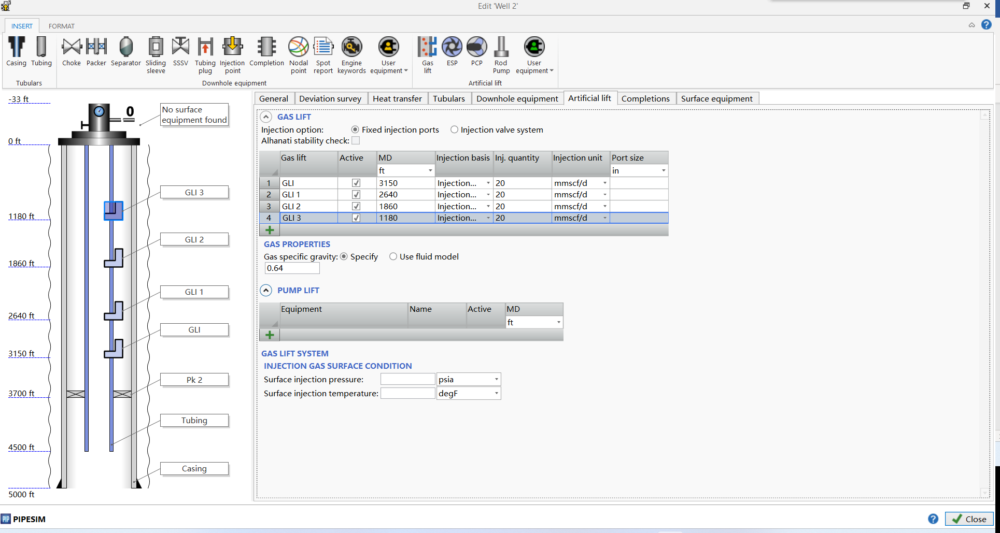 Edit 'Well 2'
INSERT FORMAT
Casing Tubing Choke Packer Separator Sliding sleeve SSSV Tubing plug Injection point Completion Nodal point Spot report Engine keywords User equipment Gas lift ESP PCP Rod Pump User equipment
Tubulars Downhole equipment Artificial lift
-33 ft
0 ft
1180 ft
1860 ft
2640 ft
3150 ft
3700 ft
4500 ft
5000 ft
0
No surface
equipment found
GLI 3
GLI 2
GLI 1
GLI
Pk 2
Tubing
Casing
General Deviation survey Heat transfer Tubulars Downhole equipment Artificial lift Completions Surface equipment
GAS LIFT
Injection option: Fixed injection ports Injection valve system
Alhanati stability check:
Gas lift Active MD Injection basis Inj. quantity Injection unit Port size
ft in
1 GLI 3150 Injection... 20 mmscf/d
2 GLI 1 2640 Injection... 20 mmscf/d
3 GLI 2 1860 Injection... 20 mmscf/d
4 GLI 3 1180 Injection... 20 mmscf/d
GAS PROPERTIES
Gas specific gravity: Specify Use fluid model
0.64
PUMP LIFT
Equipment Name Active MD
ft
GAS LIFT SYSTEM
INJECTION GAS SURFACE CONDITION
Surface injection pressure: psia
Surface injection temperature: degF
PIP PIPESIM
Close